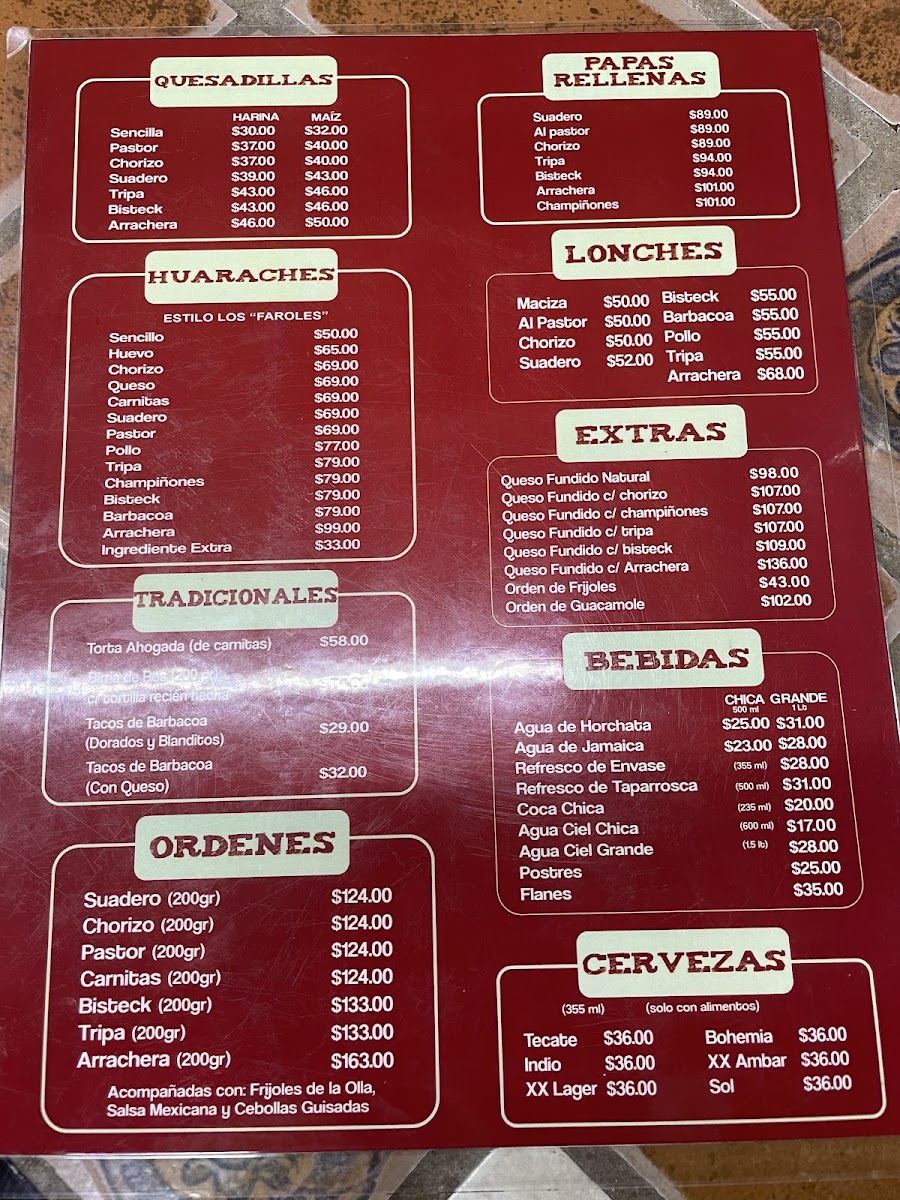 QUESADILLAS
HARINA MAÍZ
Sencilla $30.00 $32.00
Pastor $37.00 $40.00
Chorizo $37.00 $40.00
Suadero $39.00 $43.00
Tripa $43.00 $46.00
Bisteck $43.00 $46.00
Arrachera $46.00 $50.00
HUARACHES
ESTILO LOS "FAROLES"
Sencillo $50.00
Huevo $65.00
Chorizo $69.00
Queso $69.00
Carnitas $69.00
Suadero $69.00
Pastor $69.00
Pollo $77.00
Tripa $79.00
Champiñones $79.00
Bisteck $79.00
Barbacoa $79.00
Arrachera $99.00
Ingrediente Extra $33.00
TRADICIONALES
Torta Ahogada (de carnitas) $58.00
Birria de Res (200
c/ tortilla recién hecha
Tacos de Barbacoa $29.00
(Dorados y Blanditos)
Tacos de Barbacoa $32.00
(Con Queso)
ORDENES
Suadero (200gr) $124.00
Chorizo (200gr) $124.00
Pastor (200gr) $124.00
Carnitas (200gr) $124.00
Bisteck (200gr) $133.00
Tripa (200gr) $133.00
Arrachera (200gr) $163.00
Acompañadas con: Frijoles de la Olla,
Salsa Mexicana y Cebollas Guisadas
PAPAS
RELLENAS
Suadero $89.00
Al pastor $89.00
Chorizo $89.00
Tripa $94.00
Bisteck $94.00
Arrachera $101.00
Champiñones $101.00
LONCHES
Maciza $50.00 Bisteck $55.00
Al Pastor $50.00 Barbacoa $55.00
Chorizo $50.00 Pollo $55.00
Suadero $52.00 Tripa $55.00
Arrachera $68.00
EXTRAS
Queso Fundido Natural $98.00
Queso Fundido c/ chorizo $107.00
Queso Fundido c/ champiñones $107.00
Queso Fundido c/ tripa $107.00
Queso Fundido c/ bisteck $109.00
Queso Fundido c/ Arrachera $136.00
Orden de Frijoles $43.00
Orden de Guacamole $102.00
BEBIDAS
CHICA GRANDE
500 ml 1 Lt
Agua de Horchata $25.00 $31.00
Agua de Jamaica $23.00 $28.00
Refresco de Envase (355 ml) $28.00
Refresco de Taparrosca (500 ml) $31.00
Coca Chica (235 ml) $20.00
Agua Ciel Chica (600 ml) $17.00
Agua Ciel Grande (1.5 lt) $28.00
Postres $25.00
Flanes $35.00
CERVEZAS
(355 ml) (solo con alimentos)
Tecate $36.00 Bohemia $36.00
Indio $36.00 XX Ambar $36.00
XX Lager $36.00 Sol $36.00